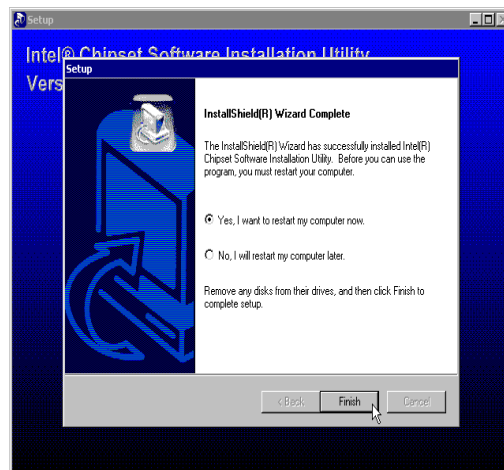 Setup
Intel® Chipset Software Installation Utility
Vers
Setup
InstallShield(R) Wizard Complete
The InstallShield(R) Wizard has successfully installed Intel(R)
Chipset Software Installation Utility. Before you can use the
program, you must restart your computer.
Yes, I want to restart my computer now.
No, I will restart my computer later.
Remove any disks from their drives, and then click Finish to
complete setup.
< Back Finish Cancel